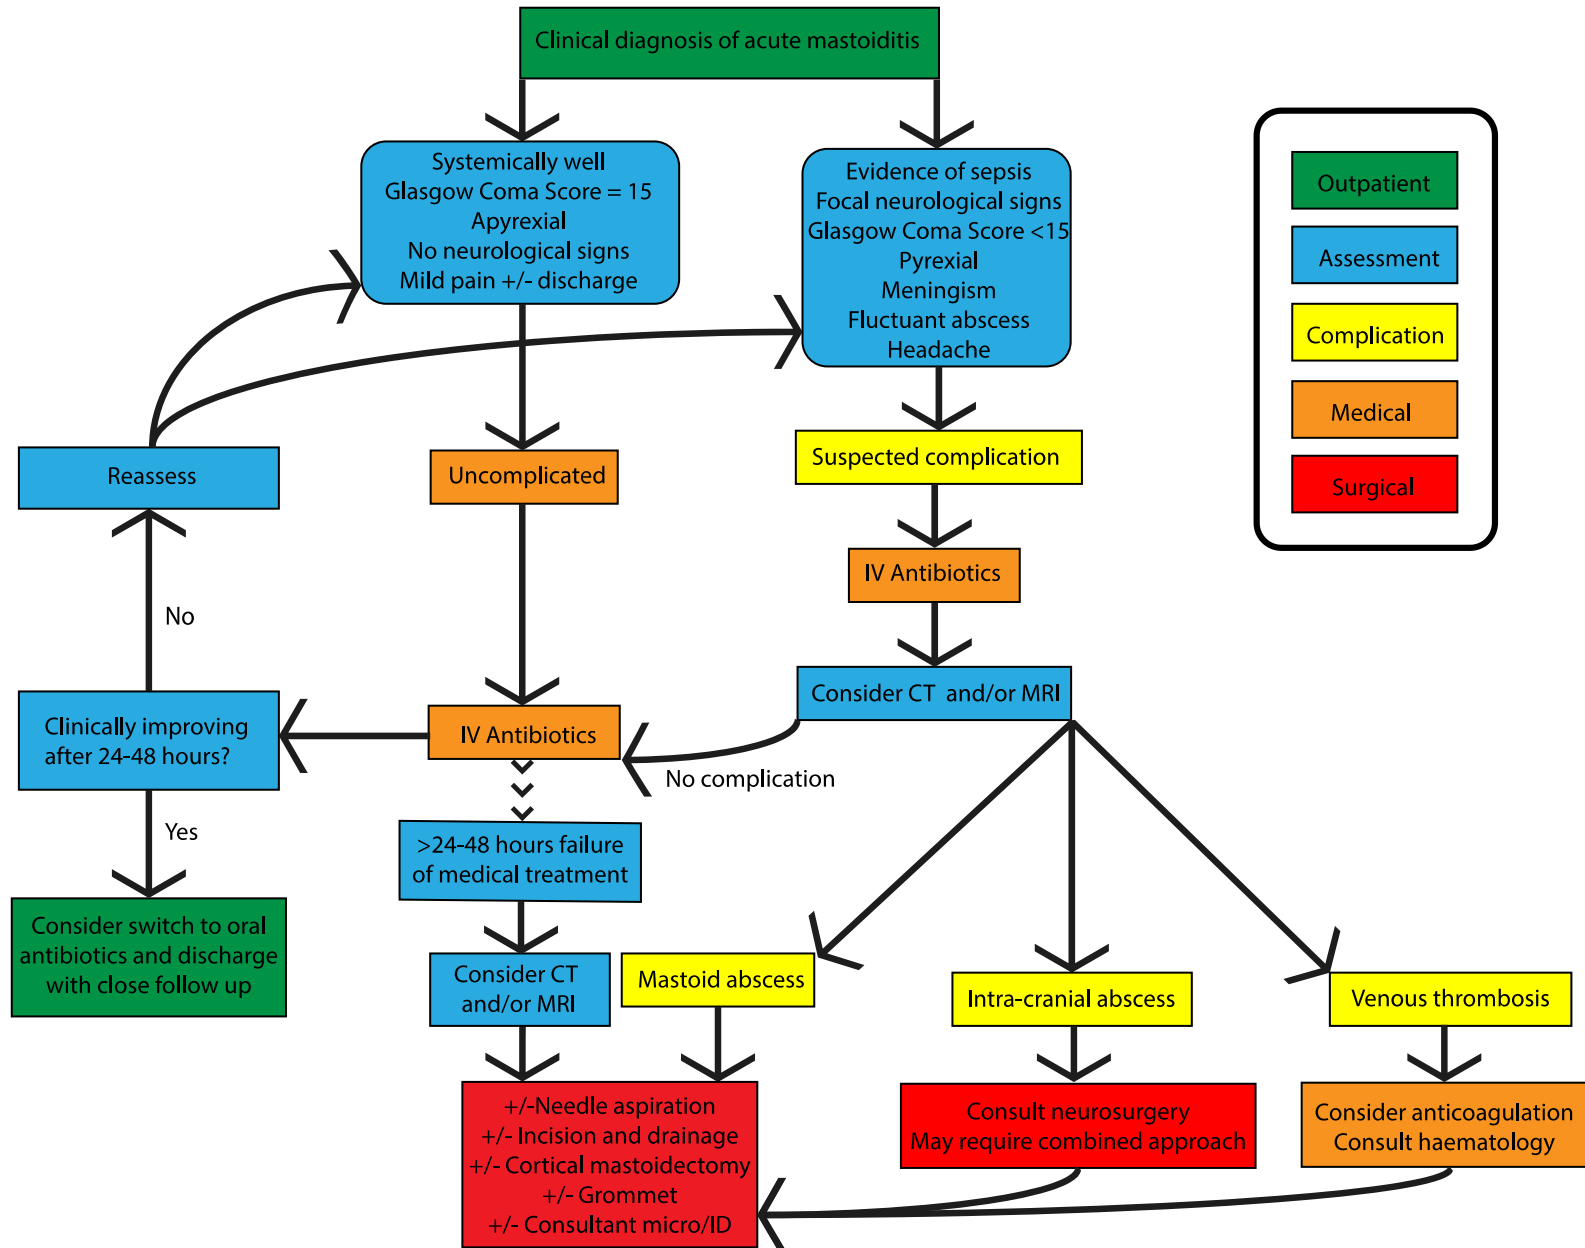 Clinical diagnosis of acute mastoiditis
Systemically well
Glasgow Coma Score = 15
Apyrexial
No neurological signs
Mild pain +/- discharge
Evidence of sepsis
Focal neurological signs
Glasgow Coma Score <15
Pyrexial
Meningism
Fluctuant abscess
Headache
Outpatient
Assessment
Complication
Medical
Surgical
Reassess
Uncomplicated
Suspected complication
IV Antibiotics
No
Consider CT and/or MRI
Clinically improving
after 24-48 hours?
IV Antibiotics
No complication
Yes
>24-48 hours failure
of medical treatment
Consider switch to oral
antibiotics and discharge
with close follow up
Consider CT
and/or MRI
Mastoid abscess
Intra-cranial abscess
Venous thrombosis
+/-Needle aspiration
+/- Incision and drainage
+/- Cortical mastoidectomy
+/- Grommet
+/- Consultant micro/ID
Consult neurosurgery
May require combined approach
Consider anticoagulation
Consult haematology